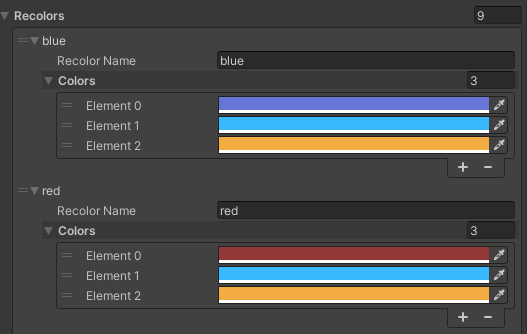 Recolors 9
blue
Recolor Name blue
Colors 3
Element 0
Element 1
Element 2
+ −
red
Recolor Name red
Colors 3
Element 0
Element 1
Element 2
+ −